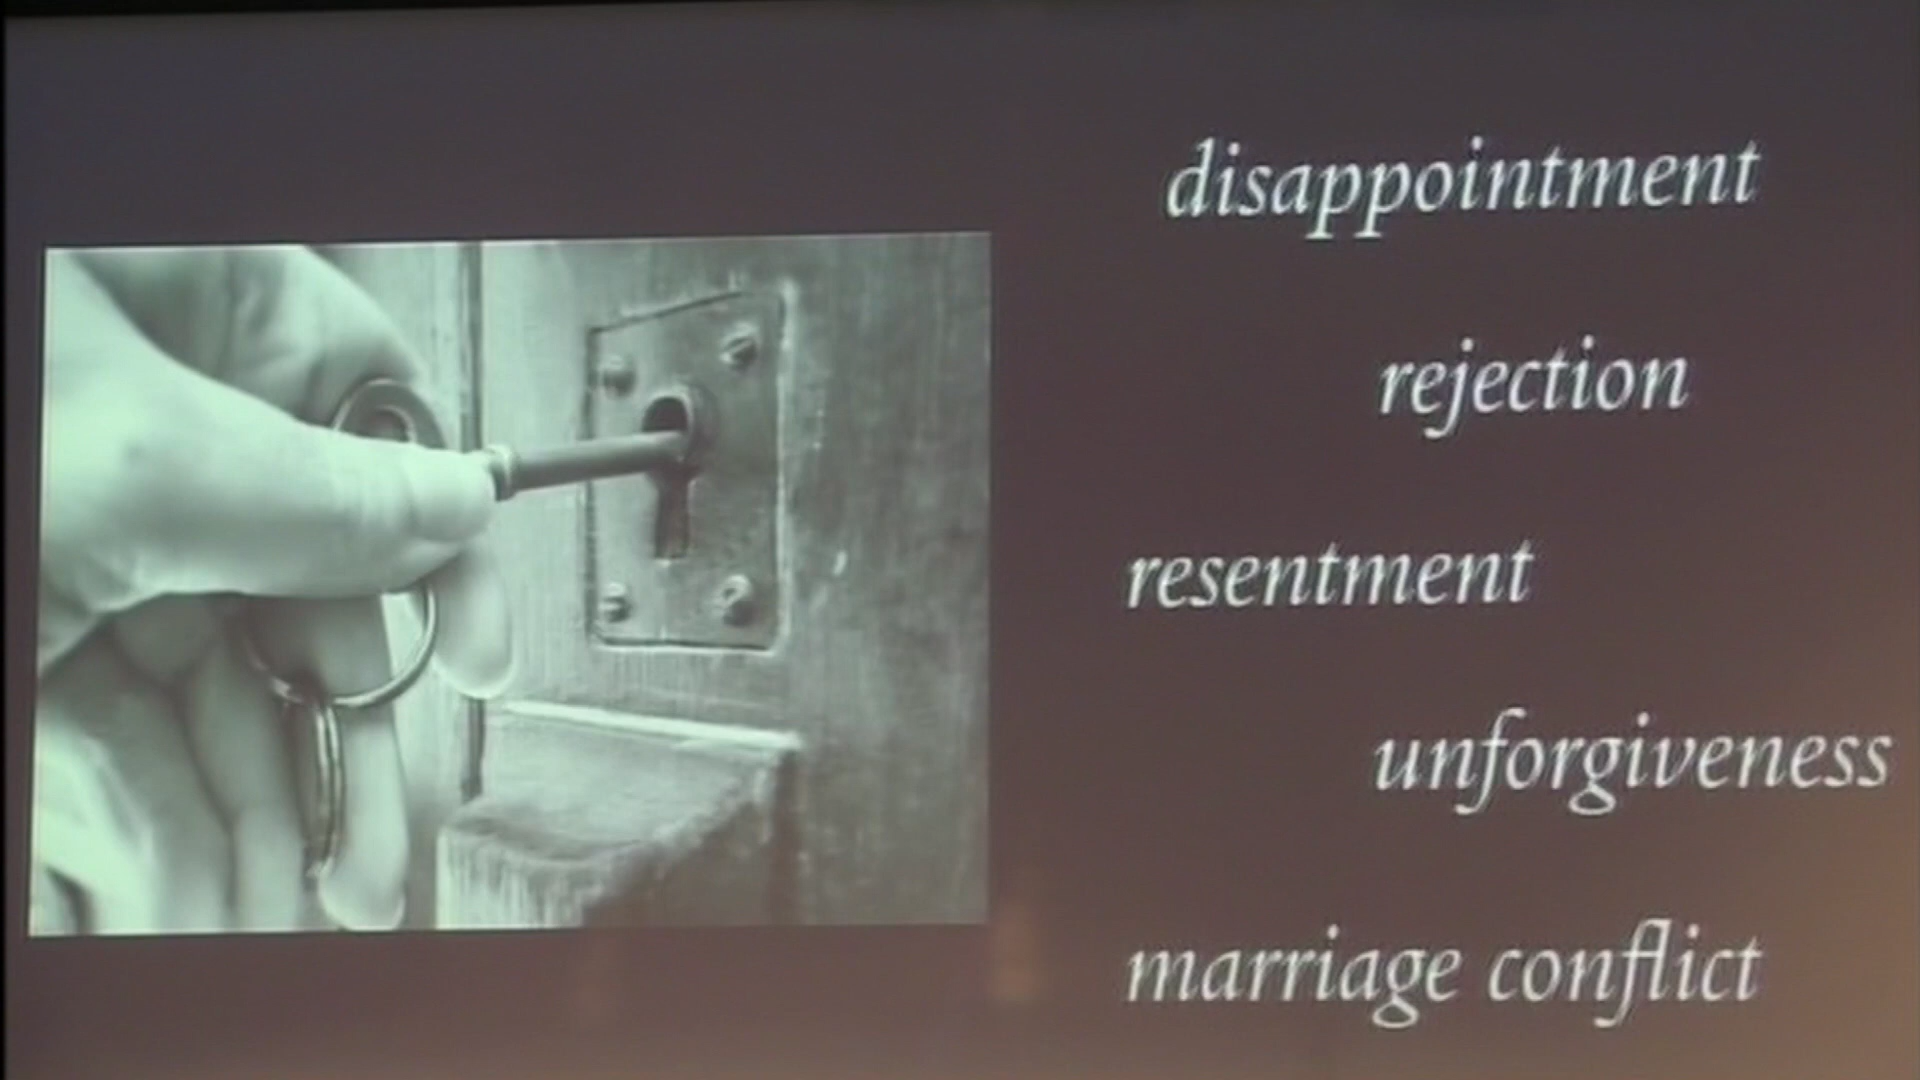 disappointment
rejection
resentment
unforgiveness
marriage conflict